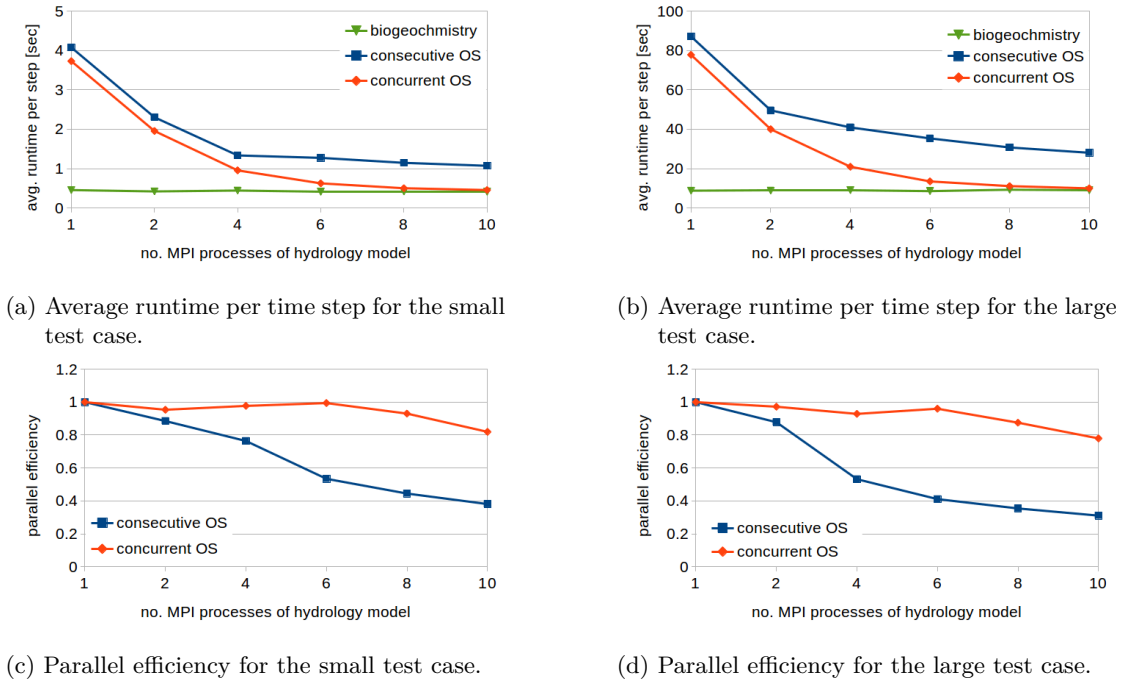 5
4
3
2
1
0
avg. runtime per step [sec]
biogeochmistry
consecutive OS
concurrent OS
1 2 4 6 8 10
no. MPI processes of hydrology model
(a) Average runtime per time step for the small
test case.
100
80
60
40
20
0
avg. runtime per step [sec]
biogeochmistry
consecutive OS
concurrent OS
1 2 4 6 8 10
no. MPI processes of hydrology model
(b) Average runtime per time step for the large
test case.
1.2
1
0.8
0.6
0.4
0.2
0
parallel efficiency
consecutive OS
concurrent OS
1 2 4 6 8 10
no. MPI processes of hydrology model
(c) Parallel efficiency for the small test case.
1.2
1
0.8
0.6
0.4
0.2
0
parallel efficiency
consecutive OS
concurrent OS
1 2 4 6 8 10
no. MPI processes of hydrology model
(d) Parallel efficiency for the large test case.